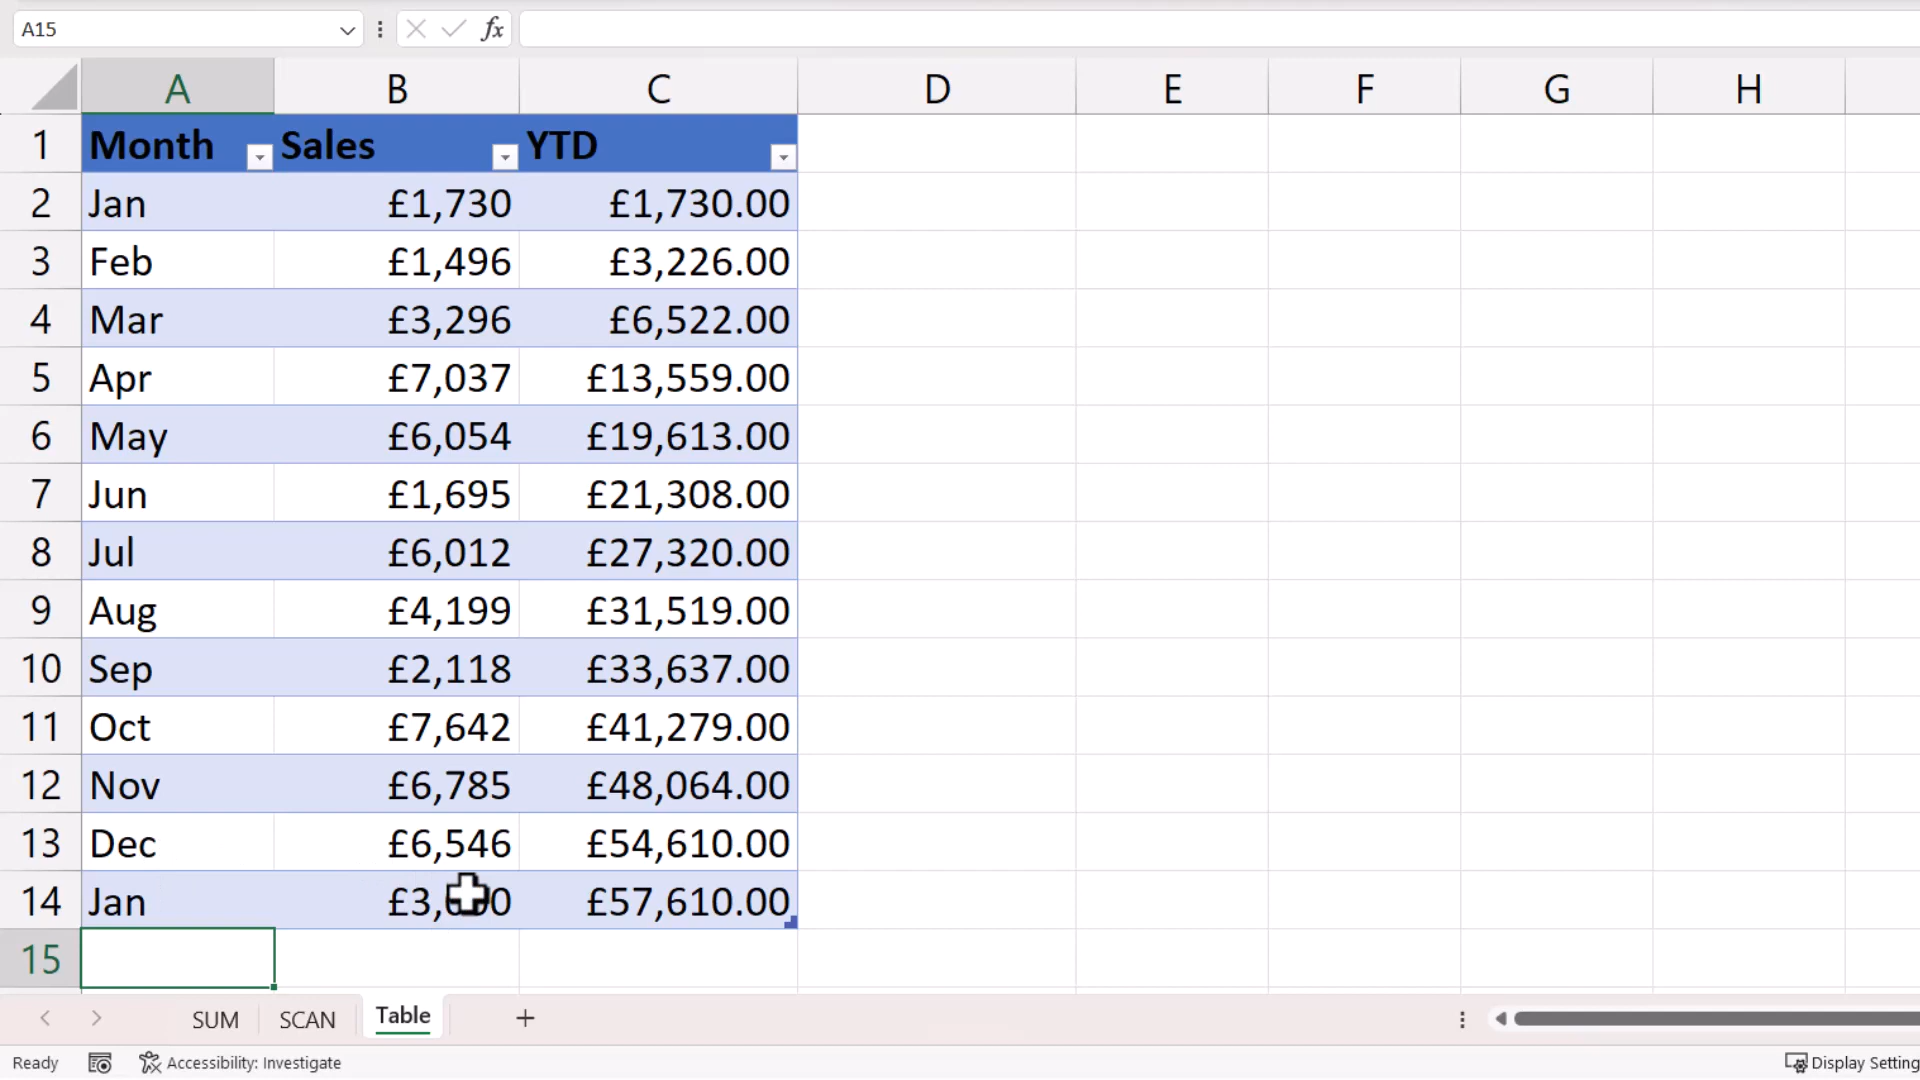 A15 fx
A B C D E F G H
1 Month Sales YTD
2 Jan £1,730 £1,730.00
3 Feb £1,496 £3,226.00
4 Mar £3,296 £6,522.00
5 Apr £7,037 £13,559.00
6 May £6,054 £19,613.00
7 Jun £1,695 £21,308.00
8 Jul £6,012 £27,320.00
9 Aug £4,199 £31,519.00
10 Sep £2,118 £33,637.00
11 Oct £7,642 £41,279.00
12 Nov £6,785 £48,064.00
13 Dec £6,546 £54,610.00
14 Jan £57,610.00
15
SUM SCAN Table
Ready Accessibility: Investigate Display Setting